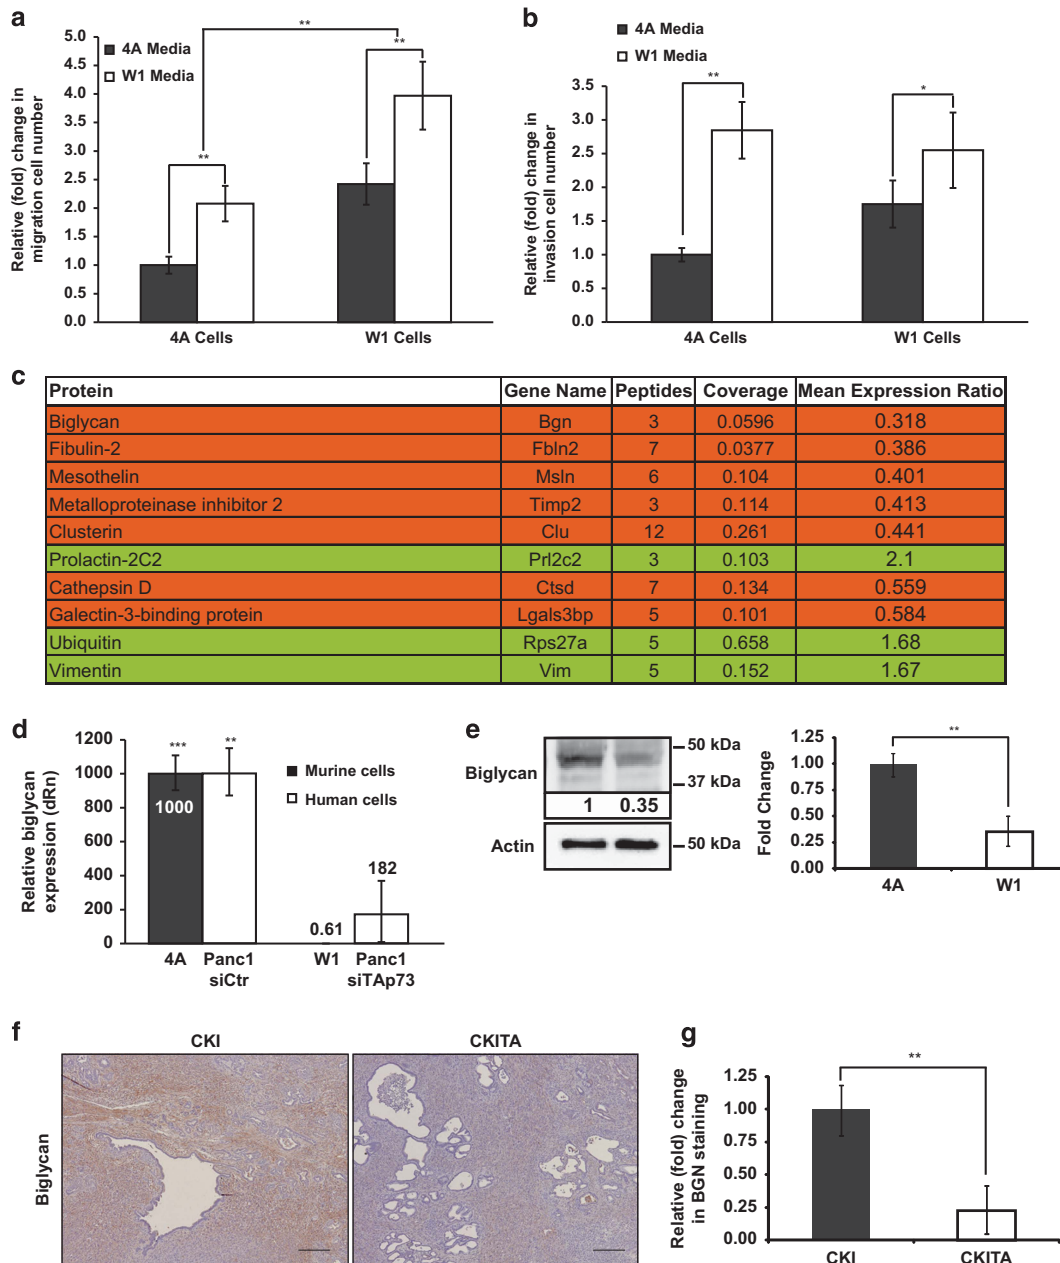 a
**
5.0
4.5
4.0
3.5
3.0
2.5
2.0
1.5
1.0
0.5
0.0
Relative (fold) change in
migration cell number
4A Media
W1 Media
**
**
4A Cells
W1 Cells
b
4A Media
W1 Media
3.5
3.0
2.5
2.0
1.5
1.0
0.5
0.0
Relative (fold) change in
invasion cell number
**
*
4A Cells
W1 Cells
c
Protein Gene Name Peptides Coverage Mean Expression Ratio
Biglycan Bgn 3 0.0596 0.318
Fibulin-2 Fbln2 7 0.0377 0.386
Mesothelin Msln 6 0.104 0.401
Metalloproteinase inhibitor 2 Timp2 3 0.114 0.413
Clusterin Clu 12 0.261 0.441
Prolactin-2C2 Prl2c2 3 0.103 2.1
Cathepsin D Ctsd 7 0.134 0.559
Galectin-3-binding protein Lgals3bp 5 0.101 0.584
Ubiquitin Rps27a 5 0.658 1.68
Vimentin Vim 5 0.152 1.67
d
1200
1000
800
600
400
200
0
Relative biglycan
expression (dRn)
***
**
1000
Murine cells
Human cells
0.61
182
4A
Panc1
siCtr
W1
Panc1
siTAp73
e
Biglycan
50 kDa
37 kDa
1 0.35
Actin
50 kDa
Fold Change
1.25
1.00
0.75
0.50
0.25
0.00
**
4A
W1
f
CKI
CKITA
Biglycan
g
Relative (fold) change
in BGN staining
1.25
1.00
0.75
0.50
0.25
0.00
**
CKI
CKITA